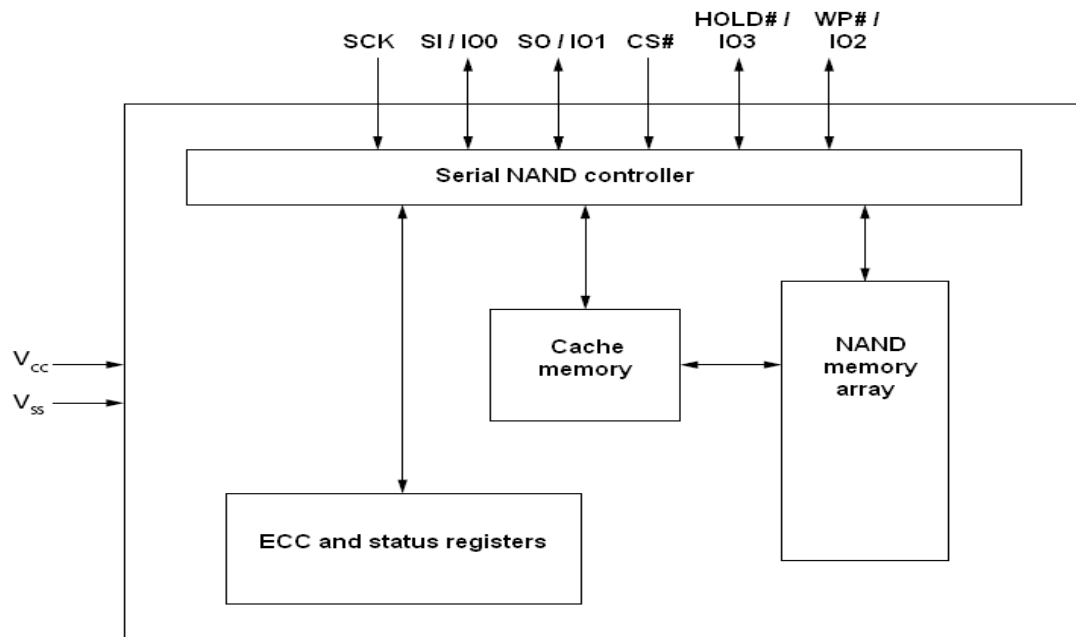 HOLD# / WP# /
SCK SI / IO0 SO / IO1 CS# IO3 IO2
Serial NAND controller
Cache
memory
NAND
memory
array
Vcc
Vss
ECC and status registers